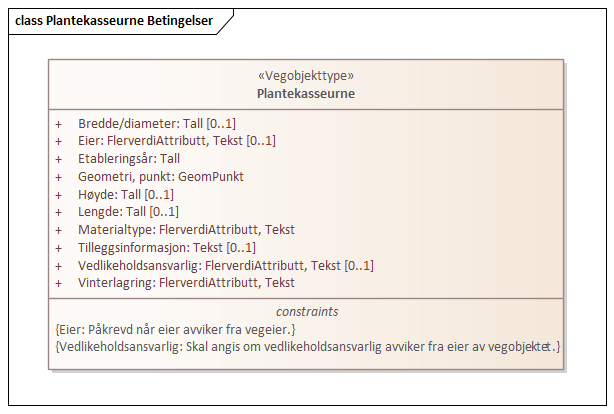 class Plantekasseurne Betingelser
«Vegobjekttype»
Plantekasseurne
+ Bredde/diameter: Tall [0..1]
+ Eier: FlerverdiAttributt, Tekst [0..1]
+ Etableringsår: Tall
+ Geometri, punkt: GeomPunkt
+ Høyde: Tall [0..1]
+ Lengde: Tall [0..1]
+ Materialtype: FlerverdiAttributt, Tekst
+ Tilleggsinformasjon: Tekst [0..1]
+ Vedlikeholdsansvarlig: FlerverdiAttributt, Tekst [0..1]
+ Vinterlagring: FlerverdiAttributt, Tekst
constraints
{Eier: Påkrevd når eier avviker fra vegeier.}
{Vedlikeholdsansvarlig: Skal angis om vedlikeholdsansvarlig avviker fra eier av vegobjektet.}